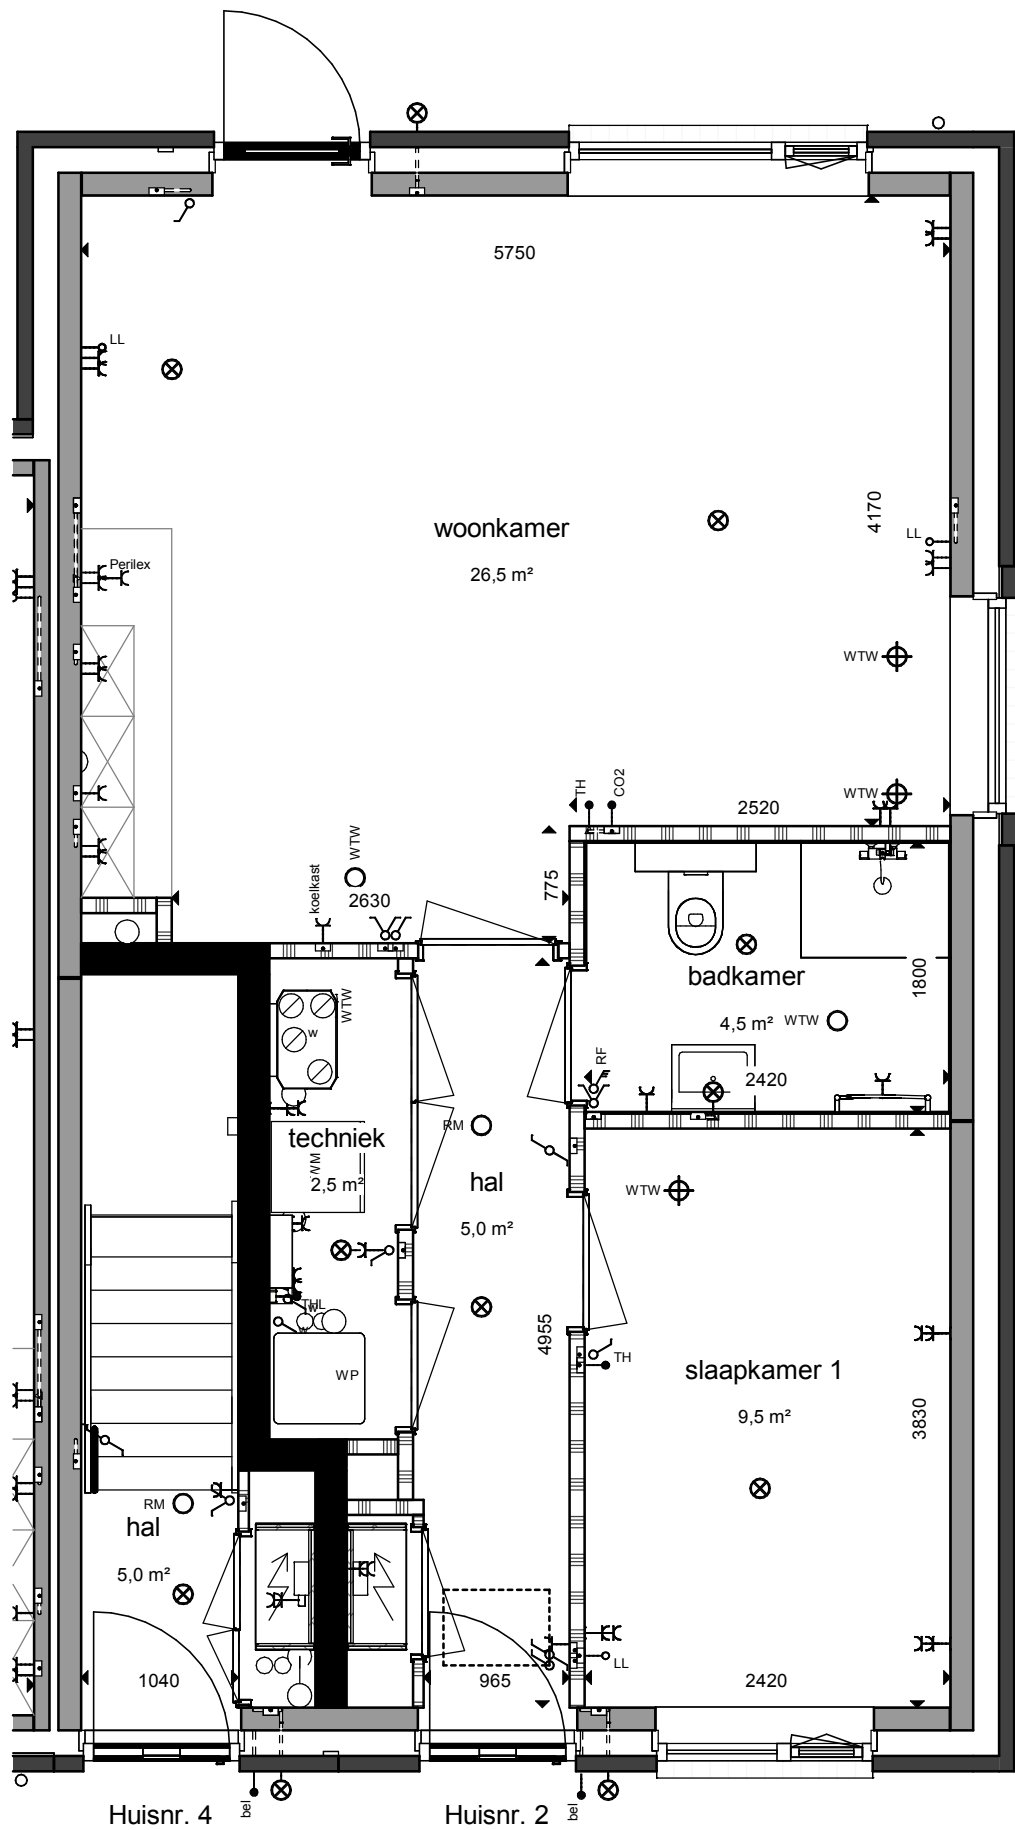 5750
LL
4170
woonkamer
LL
Perilex
26,5 m²
WTW
WTW
TH
CO2
2520
775
WTW
koelkast
2630
badkamer
1800
WTW
4,5 m²
WTW
w
RF
2420
RM
techniek
WM
2,5 m²
hal
5,0 m²
WTW
THL
w
w
4955
TH
WP
slaapkamer 1
9,5 m²
3830
RM
hal
5,0 m²
LL
1040
965
2420
bel
bel
Huisnr. 4
Huisnr. 2